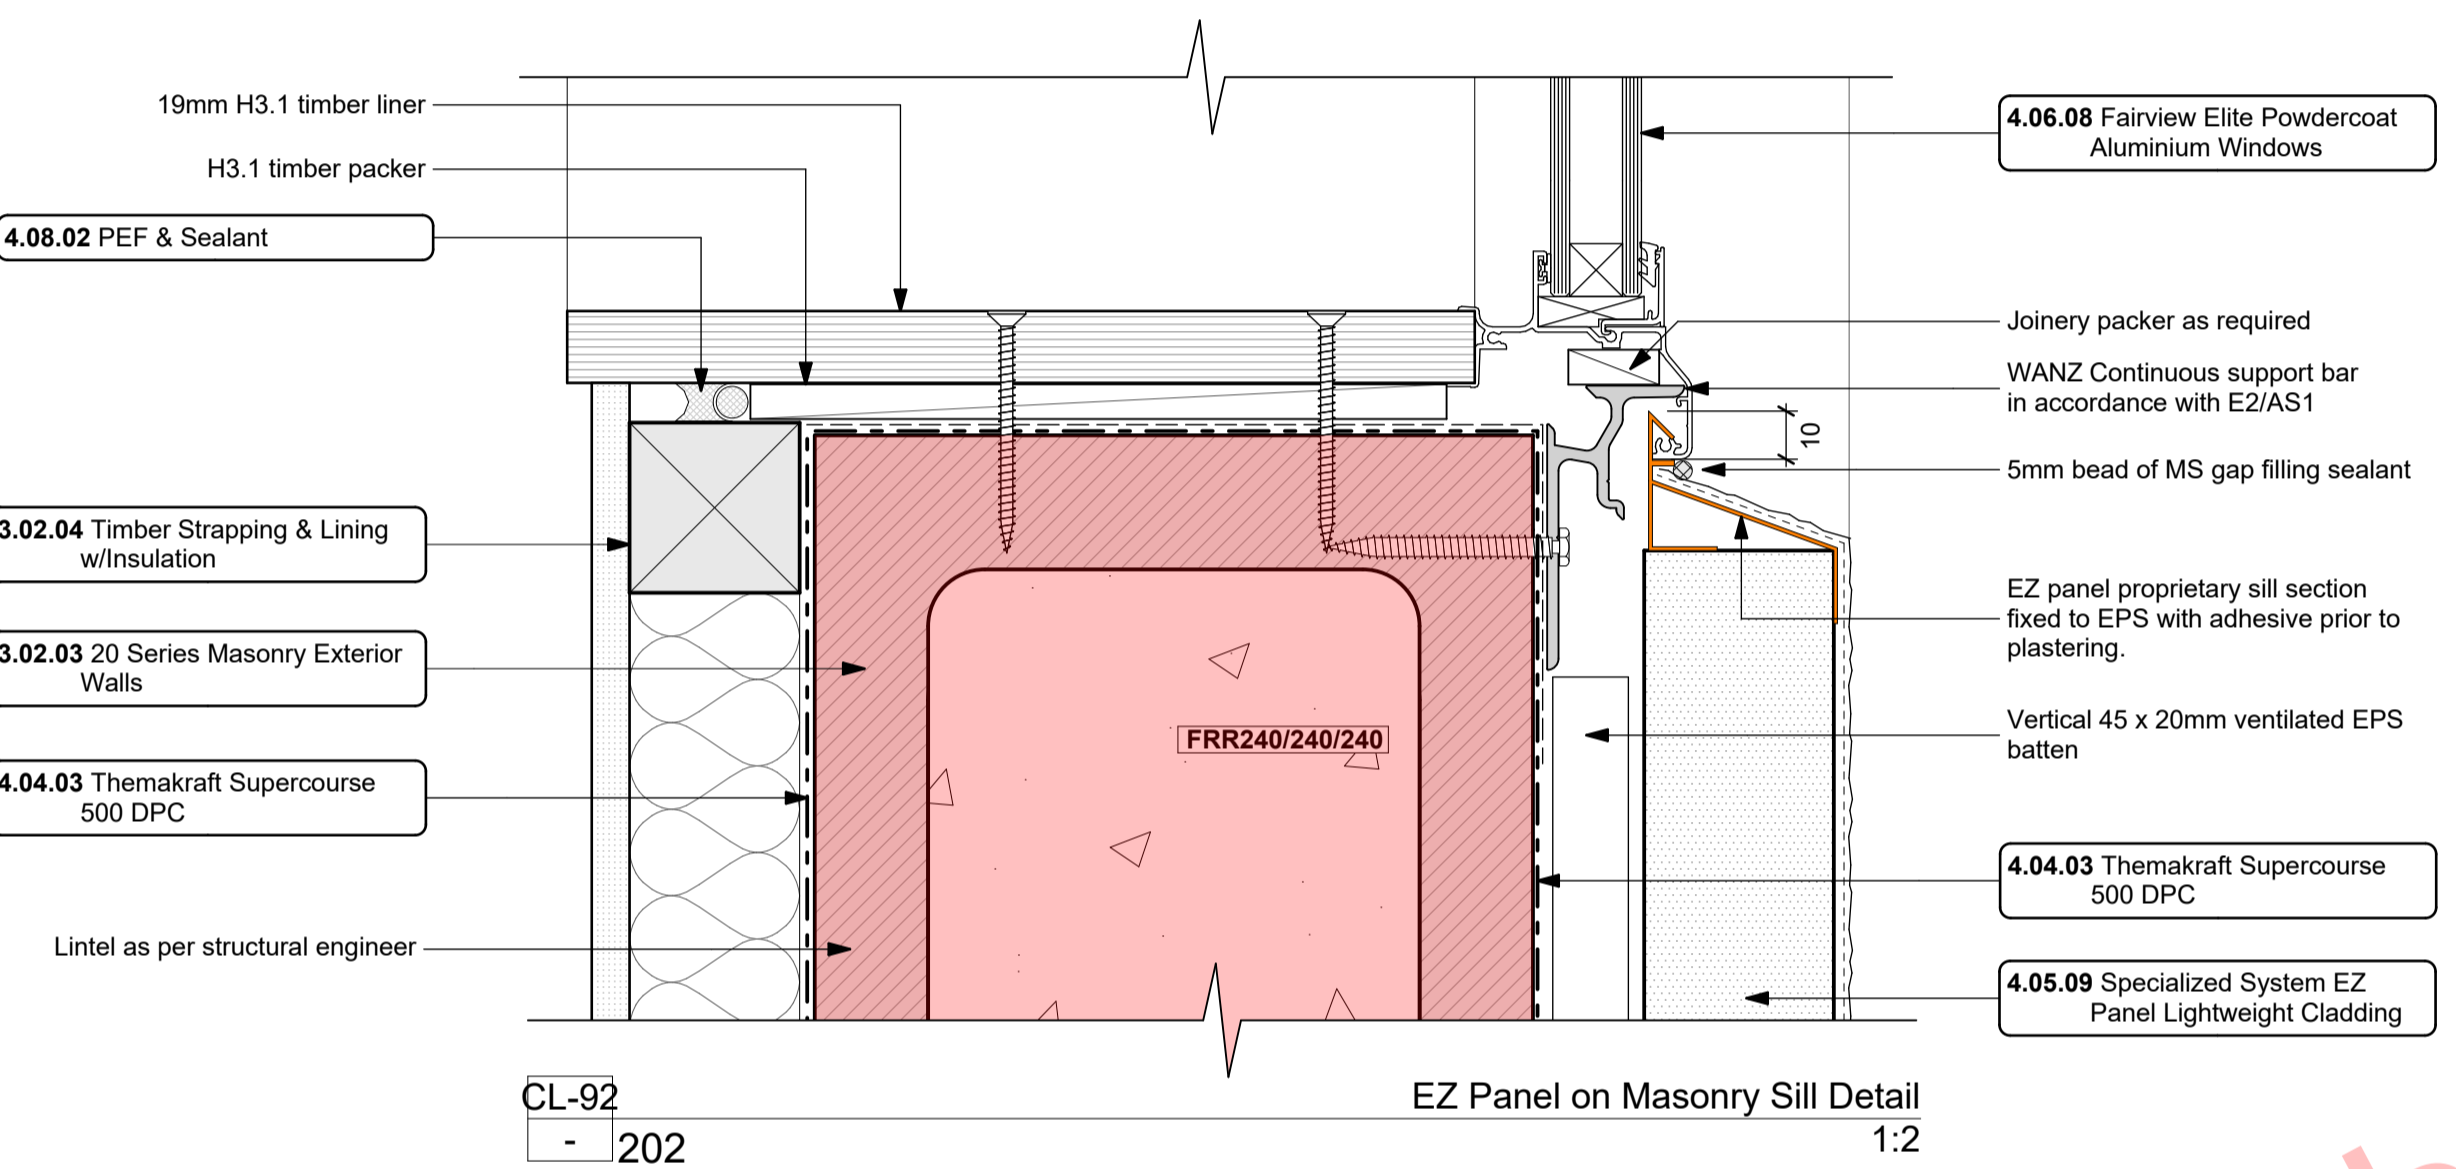 19mm H3.1 timber liner
H3.1 timber packer
4.08.02 PEF & Sealant
3.02.04 Timber Strapping & Lining
w/Insulation
3.02.03 20 Series Masonry Exterior
Walls
4.04.03 Themakraft Supercourse
500 DPC
Lintel as per structural engineer
FRR240/240/240
4.06.08 Fairview Elite Powdercoat
Aluminium Windows
Joinery packer as required
WANZ Continuous support bar
in accordance with E2/AS1
10
5mm bead of MS gap filling sealant
EZ panel proprietary sill section
fixed to EPS with adhesive prior to
plastering.
Vertical 45 x 20mm ventilated EPS
batten
4.04.03 Themakraft Supercourse
500 DPC
4.05.09 Specialized System EZ
Panel Lightweight Cladding
CL-92
- 202
EZ Panel on Masonry Sill Detail
1:2